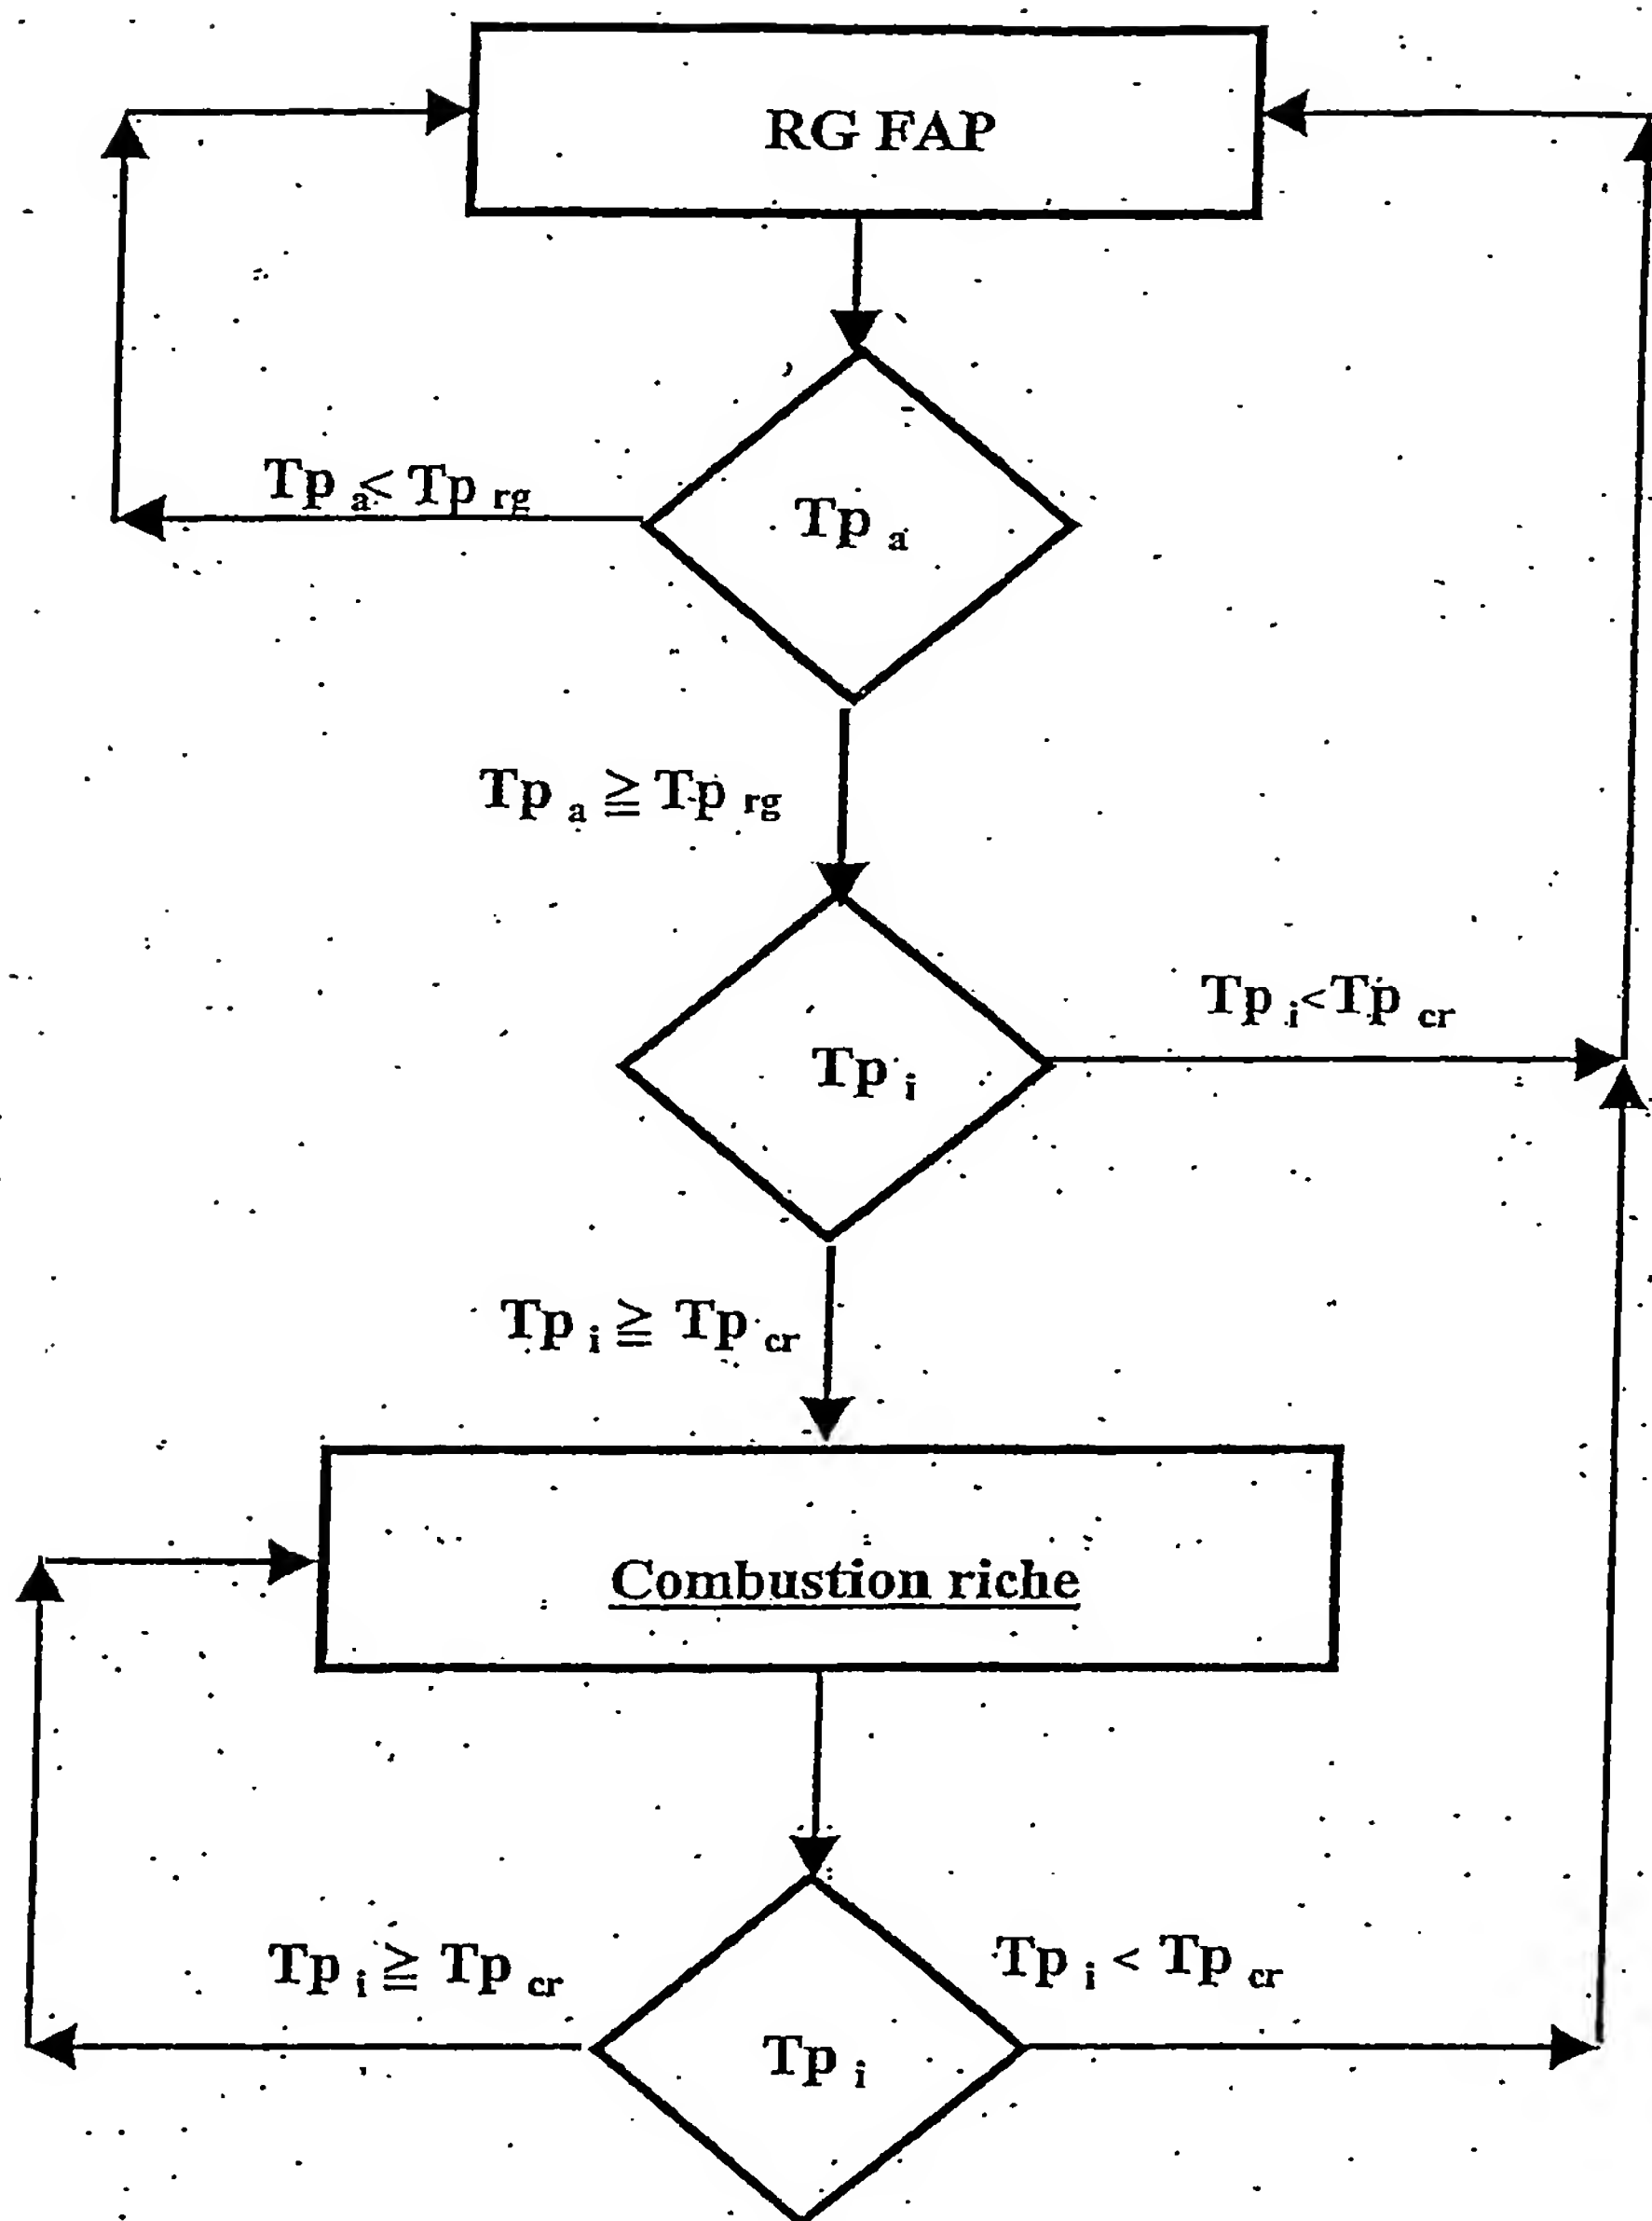 RG FAP
Tp a< Tp rg
Tp a
Tp a ≧ Tp rg
Tp i<Tp cr
Tp i
Tp i ≧ Tp cr
Combustion riche
Tp i ≧ Tp cr
Tp i < Tp cr
Tp i